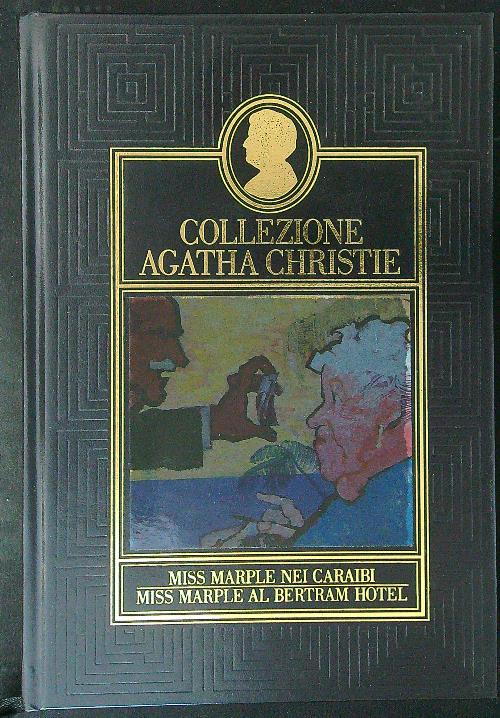 COLLEZIONE
AGATHA CHRISTIE
MISS MARPLE NEI CARAIBI
MISS MARPLE AL BERTRAM HOTEL